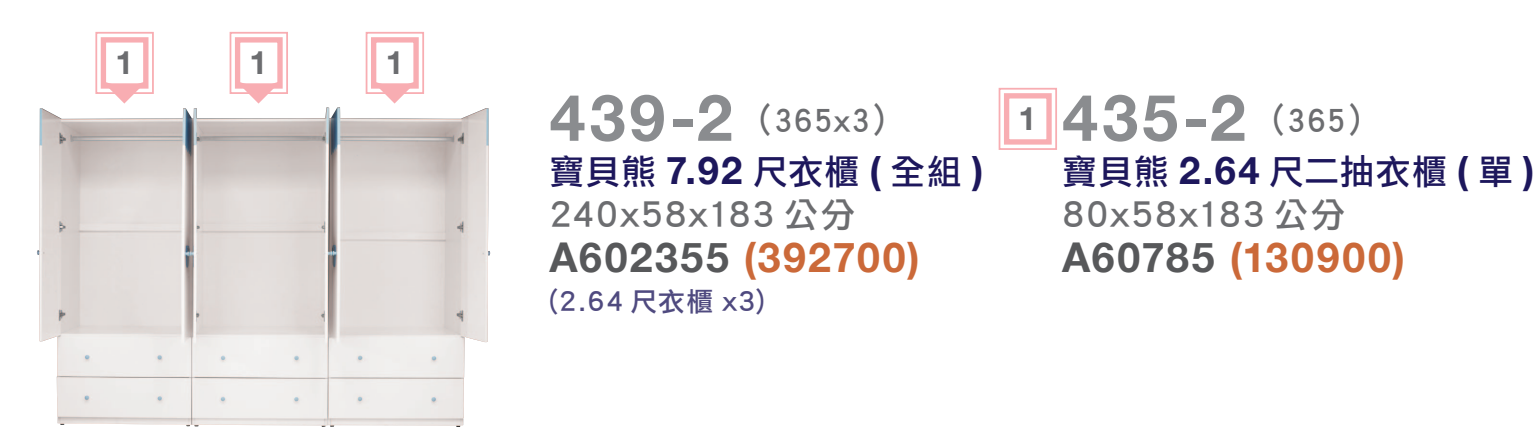 1
1
1
439-2 (365x3)
寶貝熊 7.92 尺衣櫃 ( 全組 )
240x58x183 公分
A602355 (392700)
(2.64 尺衣櫃 x3)
1 435-2 (365)
寶貝熊 2.64 尺二抽衣櫃 ( 單 )
80x58x183 公分
A60785 (130900)